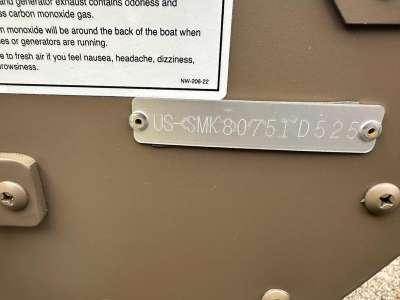 and generator exhaust contains odorless and
ss carbon monoxide gas.
n monoxide will be around the back of the boat when
es or generators are running.
e to fresh air if you feel nausea, headache, dizziness,
rowsiness.
NW-206-22
US-SMK80751D525